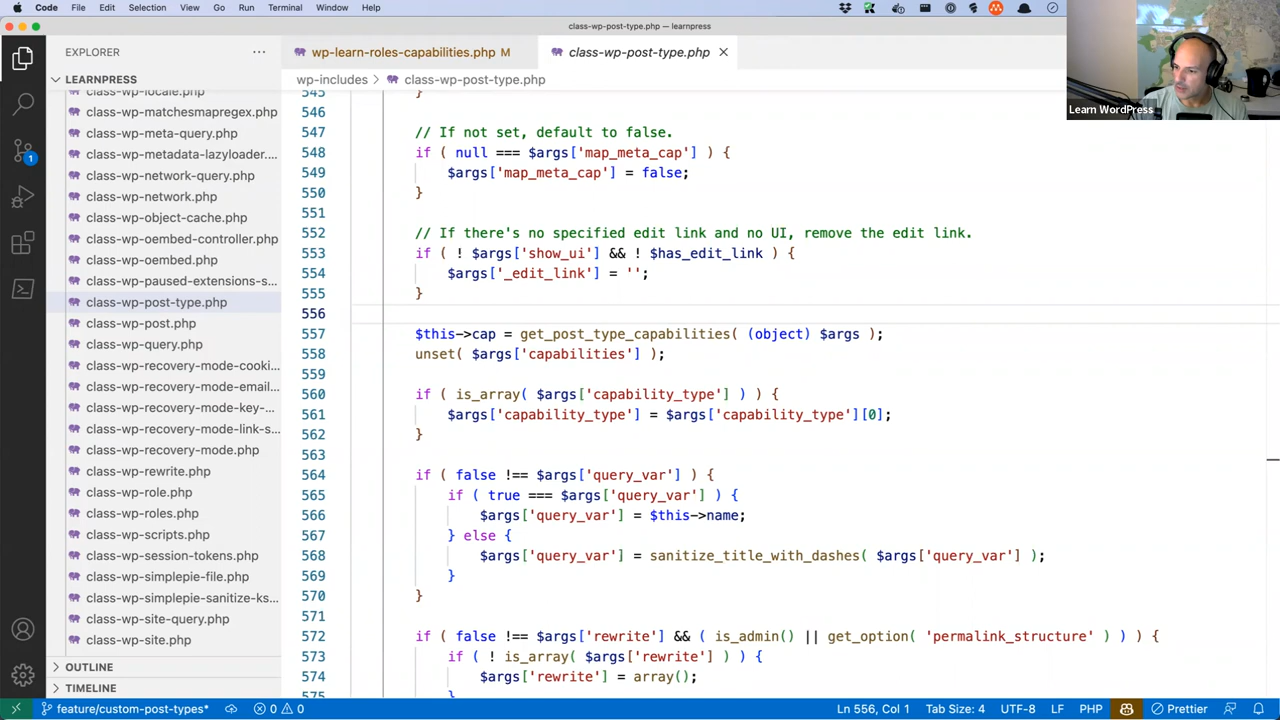 Code File Edit Selection View Go Run Terminal Window Help
class-wp-post-type.php — learnpress
EXPLORER
LEARNPRESS
class-wp-locale.php
class-wp-matchesmapregex.php
class-wp-meta-query.php
class-wp-metadata-lazyloader....
class-wp-network-query.php
class-wp-network.php
class-wp-object-cache.php
class-wp-oembed-controller.php
class-wp-oembed.php
class-wp-paused-extensions-s...
class-wp-post-type.php
class-wp-post.php
class-wp-query.php
class-wp-recovery-mode-cooki...
class-wp-recovery-mode-email...
class-wp-recovery-mode-key-...
class-wp-recovery-mode-link-s...
class-wp-recovery-mode.php
class-wp-rewrite.php
class-wp-role.php
class-wp-roles.php
class-wp-scripts.php
class-wp-session-tokens.php
class-wp-simplepie-file.php
class-wp-simplepie-sanitize-ks...
class-wp-site-query.php
class-wp-site.php
OUTLINE
TIMELINE
1
wp-learn-roles-capabilities.php M
class-wp-post-type.php
wp-includes > class-wp-post-type.php
545 }
546
547 // If not set, default to false.
548 if ( null === $args['map_meta_cap'] ) {
549 $args['map_meta_cap'] = false;
550 }
551
552 // If there's no specified edit link and no UI, remove the edit link.
553 if ( ! $args['show_ui'] && ! $has_edit_link ) {
554 $args['_edit_link'] = '';
555 }
556
557 $this->cap = get_post_type_capabilities( (object) $args );
558 unset( $args['capabilities'] );
559
560 if ( is_array( $args['capability_type'] ) ) {
561 $args['capability_type'] = $args['capability_type'][0];
562 }
563
564 if ( false !== $args['query_var'] ) {
565 if ( true === $args['query_var'] ) {
566 $args['query_var'] = $this->name;
567 } else {
568 $args['query_var'] = sanitize_title_with_dashes( $args['query_var'] );
569 }
570 }
571
572 if ( false !== $args['rewrite'] && ( is_admin() || get_option( 'permalink_structure' ) ) ) {
573 if ( ! is_array( $args['rewrite'] ) ) {
574 $args['rewrite'] = array();
575 }
Learn WordPress
feature/custom-post-types* 0 0 Ln 556, Col 1 Tab Size: 4 UTF-8 LF PHP Prettier